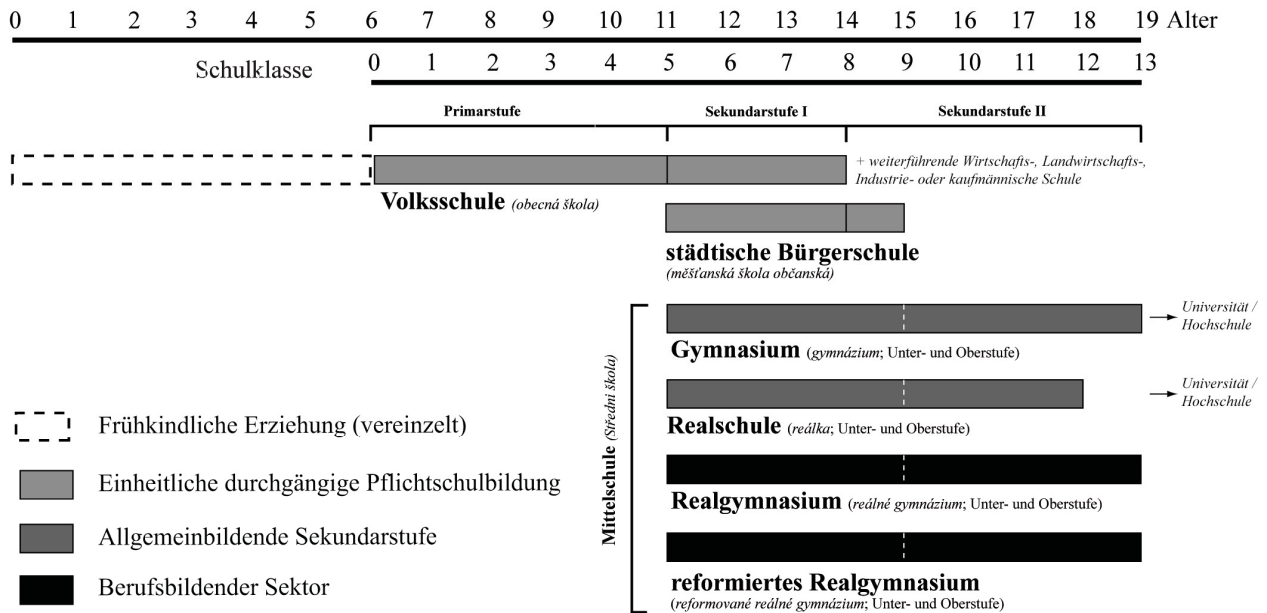 0 1 2 3 4 5 6 7 8 9 10 11 12 13 14 15 16 17 18 19 Alter
Schulklasse 0 1 2 3 4 5 6 7 8 9 10 11 12 13
Primarstufe Sekundarstufe I Sekundarstufe II
+ weiterführende Wirtschafts-, Landwirtschafts-,
Industrie- oder kaufmännische Schule
Volksschule (obecná škola)
städtische Bürgerschule
(měšťanská škola občanská)
Mittelschule (Středni škola)
Universität /
Hochschule
Gymnasium (gymnázium; Unter- und Oberstufe)
Universität /
Hochschule
Realschule (reálka; Unter- und Oberstufe)
Realgymnasium (reálné gymnázium; Unter- und Oberstufe)
reformiertes Realgymnasium
(reformované reálné gymnázium; Unter- und Oberstufe)
Frühkindliche Erziehung (vereinzelt)
Einheitliche durchgängige Pflichtschulbildung
Allgemeinbildende Sekundarstufe
Berufsbildender Sektor